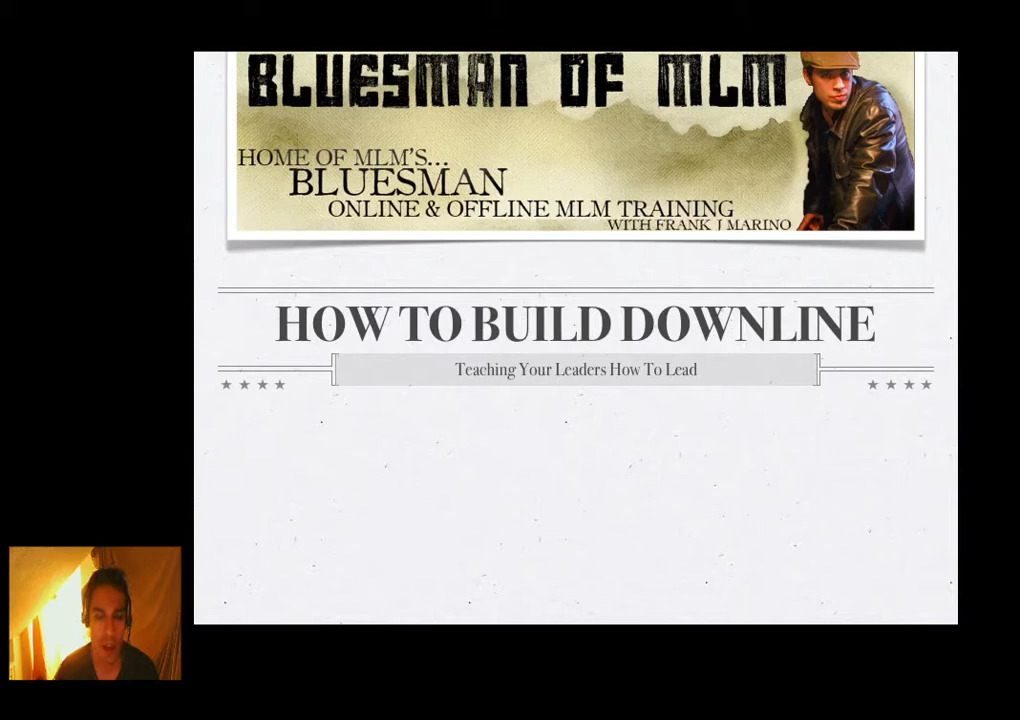 BLUESMAN OF MLM
HOME OF MLM'S...
BLUESMAN
ONLINE & OFFLINE MLM TRAINING
WITH FRANK J MARINO
HOW TO BUILD DOWNLINE
Teaching Your Leaders How To Lead